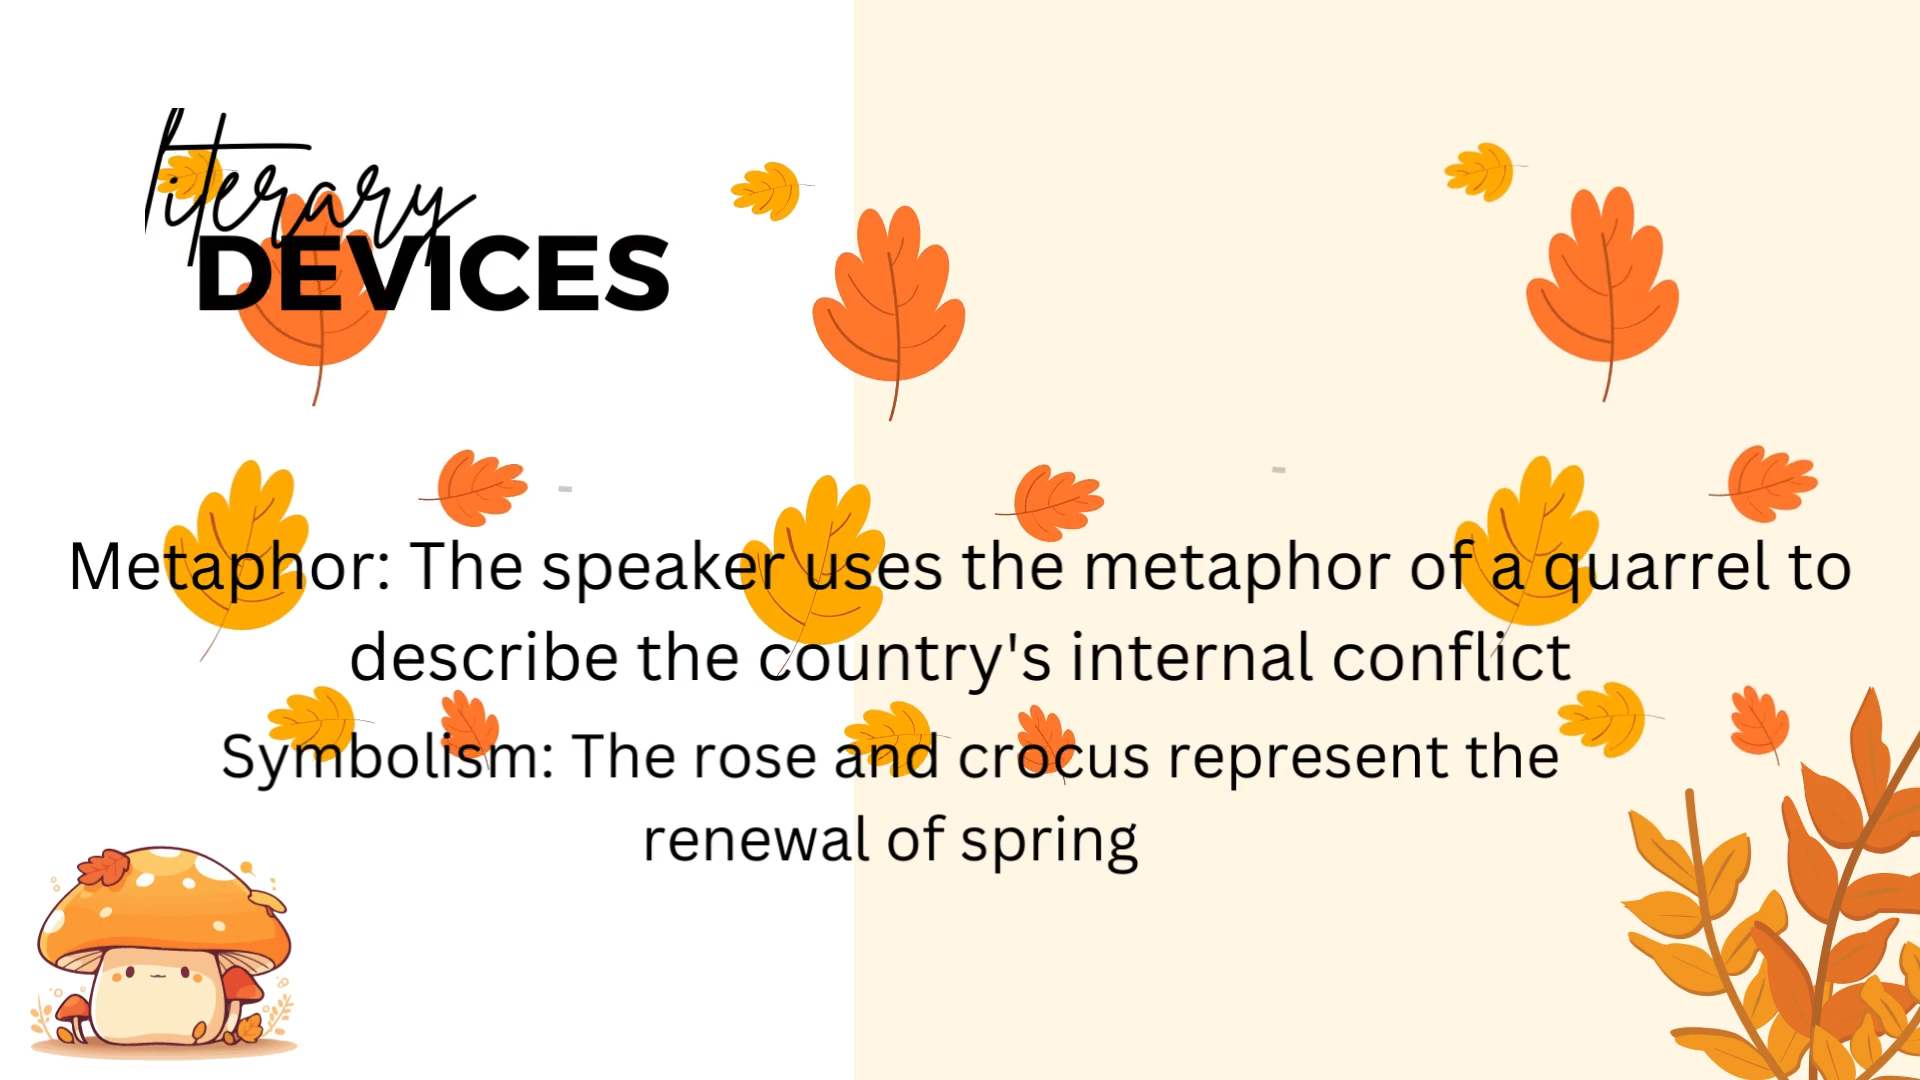 literary
DEVICES
Metaphor: The speaker uses the metaphor of a quarrel to
describe the country's internal conflict
Symbolism: The rose and crocus represent the
renewal of spring